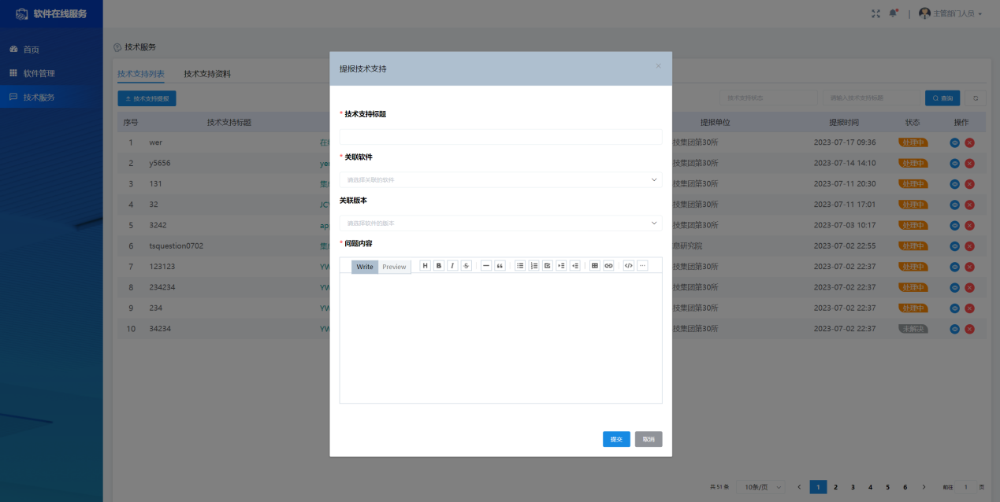 软件在线服务
主管部门人员
首页
软件管理
技术服务
技术服务
技术支持列表 技术支持资料
技术支持提报
技术支持状态 请输入技术支持标题 查询
序号 技术支持标题 提报单位 提报时间 状态 操作
1 wer 技集团第30所 2023-07-17 09:36 处理中
2 y5656 技集团第30所 2023-07-14 14:10 处理中
3 131 技集团第30所 2023-07-11 20:30 处理中
4 32 技集团第30所 2023-07-11 17:01 处理中
5 3242 ap 技集团第30所 2023-07-03 10:17 处理中
6 tsquestion0702 息研究院 2023-07-02 22:55 处理中
7 123123 技集团第30所 2023-07-02 22:37 处理中
8 234234 技集团第30所 2023-07-02 22:37 处理中
9 234 技集团第30所 2023-07-02 22:37 处理中
10 34234 技集团第30所 2023-07-02 22:37 未解决
提报技术支持
* 技术支持标题
* 关联软件
请选择关联的软件
关联版本
请选择软件的版本
* 问题内容
Write Preview
提交 取消
共 51 条 10条/页 1 2 3 4 5 6 前往 1 页